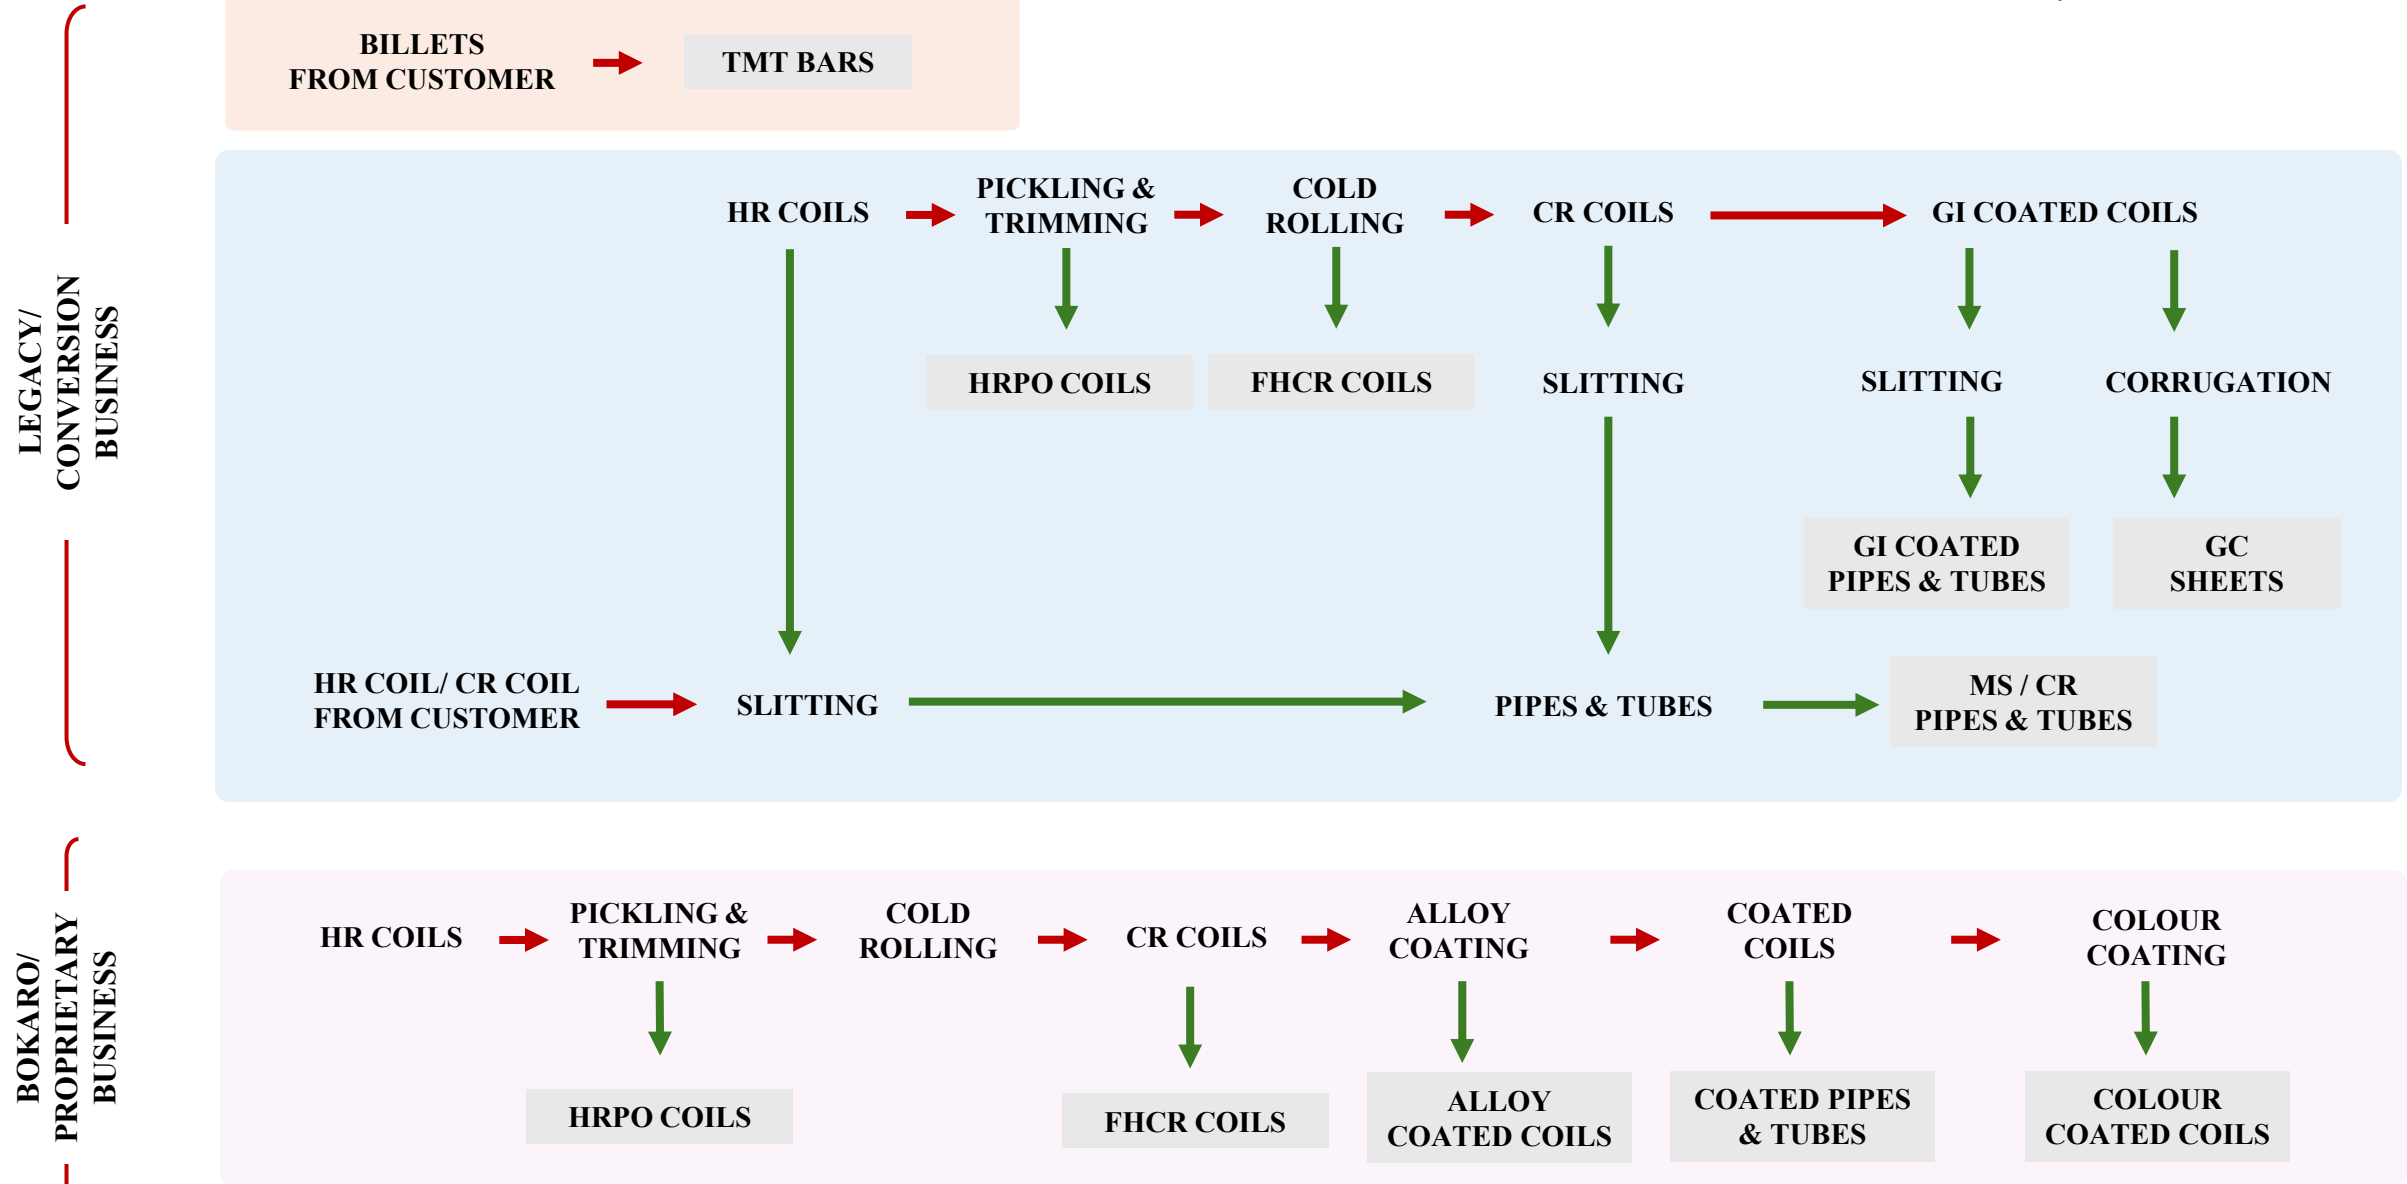 LEGACY/
CONVERSION
BUSINESS
BILLETS
FROM CUSTOMER
TMT BARS
HR COILS
PICKLING &
TRIMMING
COLD
ROLLING
CR COILS
GI COATED COILS
HRPO COILS
FHCR COILS
SLITTING
SLITTING
CORRUGATION
GI COATED
PIPES & TUBES
GC
SHEETS
HR COIL/ CR COIL
FROM CUSTOMER
SLITTING
PIPES & TUBES
MS / CR
PIPES & TUBES
BOKARO/
PROPRIETARY
BUSINESS
HR COILS
PICKLING &
TRIMMING
COLD
ROLLING
CR COILS
ALLOY
COATING
COATED
COILS
COLOUR
COATING
HRPO COILS
FHCR COILS
ALLOY
COATED COILS
COATED PIPES
& TUBES
COLOUR
COATED COILS